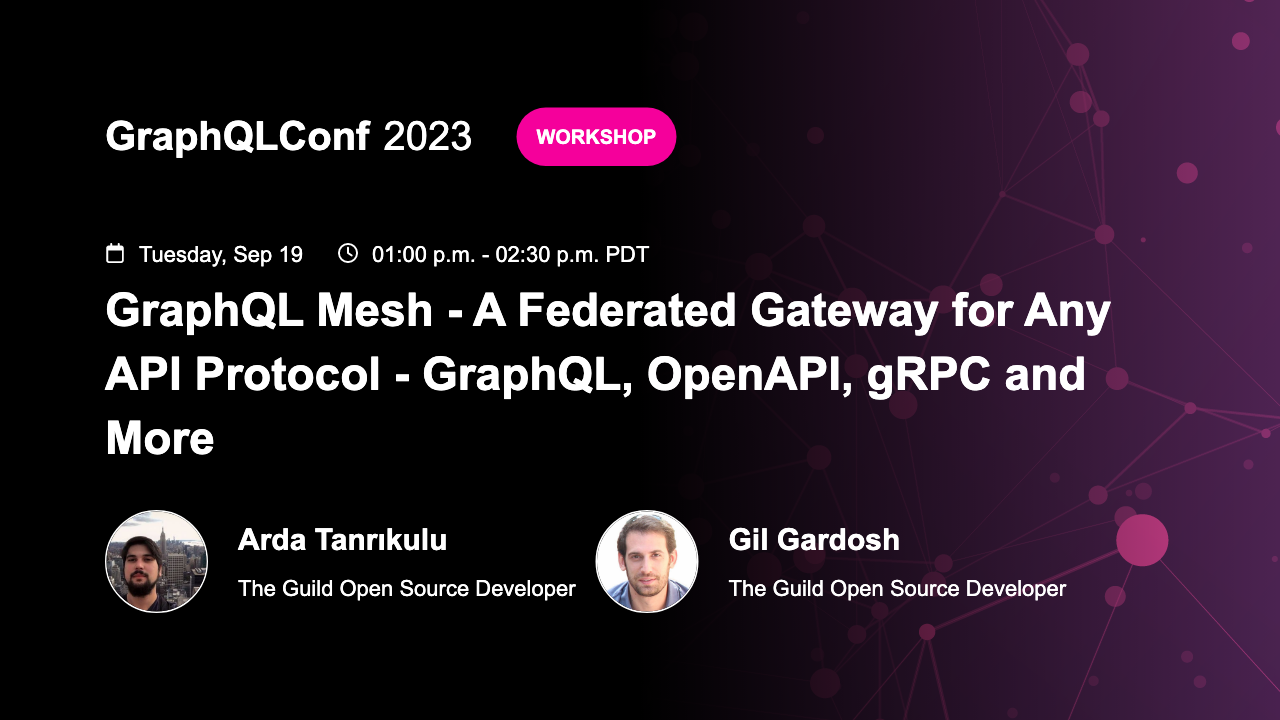 GraphQLConf 2023
WORKSHOP
Tuesday, Sep 19
01:00 p.m. - 02:30 p.m. PDT
GraphQL Mesh - A Federated Gateway for Any
API Protocol - GraphQL, OpenAPI, gRPC and
More
Arda Tanrıkulu
The Guild Open Source Developer
Gil Gardosh
The Guild Open Source Developer